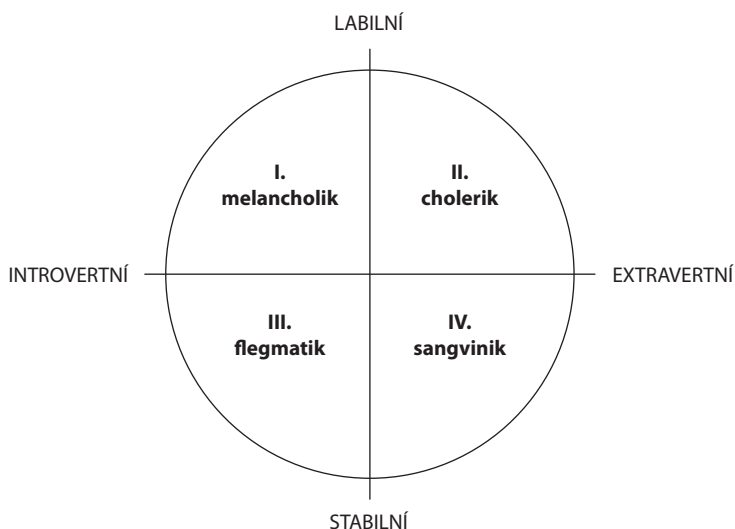 LABILNÍ
I.
melancholik
II.
cholerik
INTROVERTNÍ
EXTRAVERTNÍ
III.
flegmatik
IV.
sangvinik
STABILNÍ